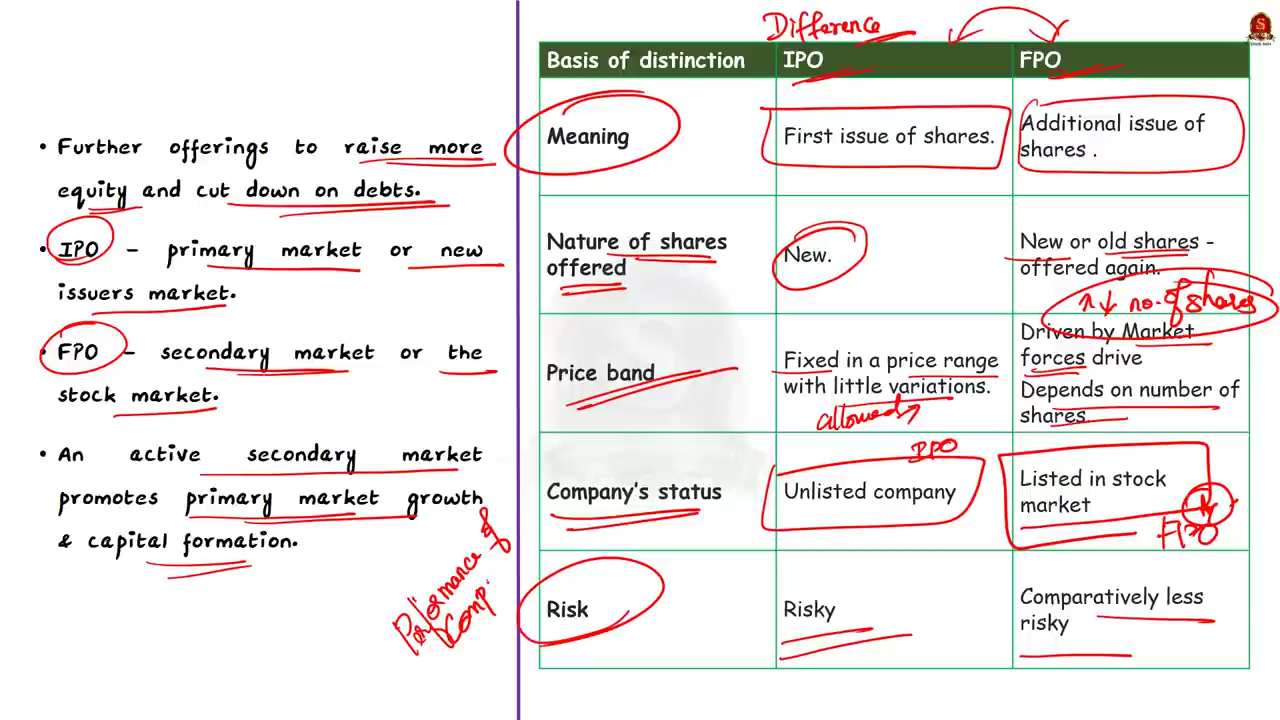 • Further offerings to raise more
equity and cut down on debts.
• IPO – primary market or new
issuers market.
• FPO – secondary market or the
stock market.
• An active secondary market
promotes primary market growth
& capital formation.
Performance of
Comp.
Difference
Basis of distinction IPO FPO
Meaning
First issue of shares.
Additional issue of
shares .
Nature of shares
offered
New.
New or old shares -
offered again.
↑↓ no. of shares
Price band
Fixed in a price range
with little variations.
allowed
Driven by Market
forces drive
Depends on number of
shares
Company's status
IPO
Unlisted company
Listed in stock
market
FPO
Risk
Risky
Comparatively less
risky